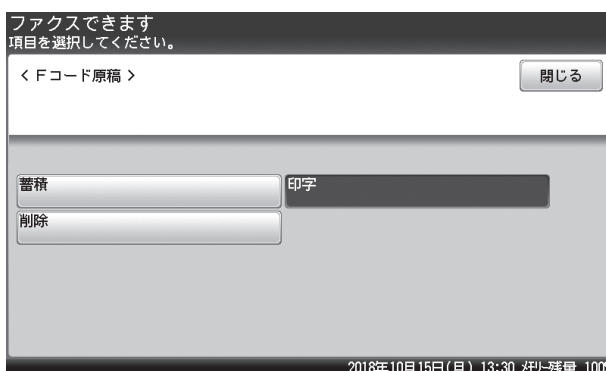 ファクスできます
項目を選択してください。
< Fコード原稿 >
閉じる
蓄積
印字
削除
2018年10月15日(月) 13:30 メモリー残量 100%